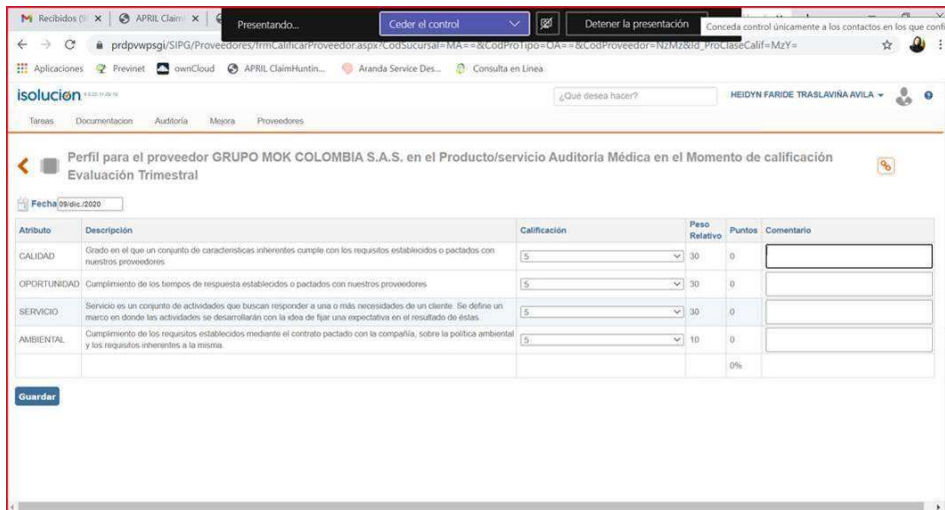 Recibidos (
APRIL Claim
Presentando...
Ceder el control
Detener la presentación
Conceda control únicamente a los contactos en los que confi
prdpvwpsgi/SIPG/Proveedores/frmCalificarProveedor.aspx?CodSucursal=MA==&CodProTipo=OA==&CodProveedor=NzMz&Id_ProClaseCalif=MzY=
Aplicaciones Previnet ownCloud APRIL ClaimHuntin... Aranda Service Des... Consulta en Linea
isolución
¿Qué desea hacer?
HEIDYN FARIDE TRASLAVIÑA AVILA
Tareas Documentacion Auditoría Mejora Proveedores
Perfil para el proveedor GRUPO MOK COLOMBIA S.A.S. en el Producto/servicio Auditoría Médica en el Momento de calificación
Evaluación Trimestral
Fecha 09/dic./2020
Atributo Descripción Calificación Peso Relativo Puntos Comentario
CALIDAD Grado en el que un conjunto de características inherentes cumple con los requisitos establecidos o pactados con
nuestros proveedores 5 30 0
OPORTUNIDAD Cumplimiento de los tiempos de respuesta establecidos o pactados con nuestros proveedores 5 30 0
SERVICIO Servicio es un conjunto de actividades que buscan responder a una o más necesidades de un cliente. Se define un
marco en donde las actividades se desarrollarán con la idea de fijar una expectativa en el resultado de éstas. 5 30 0
AMBIENTAL Cumplimiento de los requisitos establecidos mediante el contrato pactado con la compañía, sobre la política ambiental
y los requisitos inherentes a la misma. 5 10 0
0%
Guardar